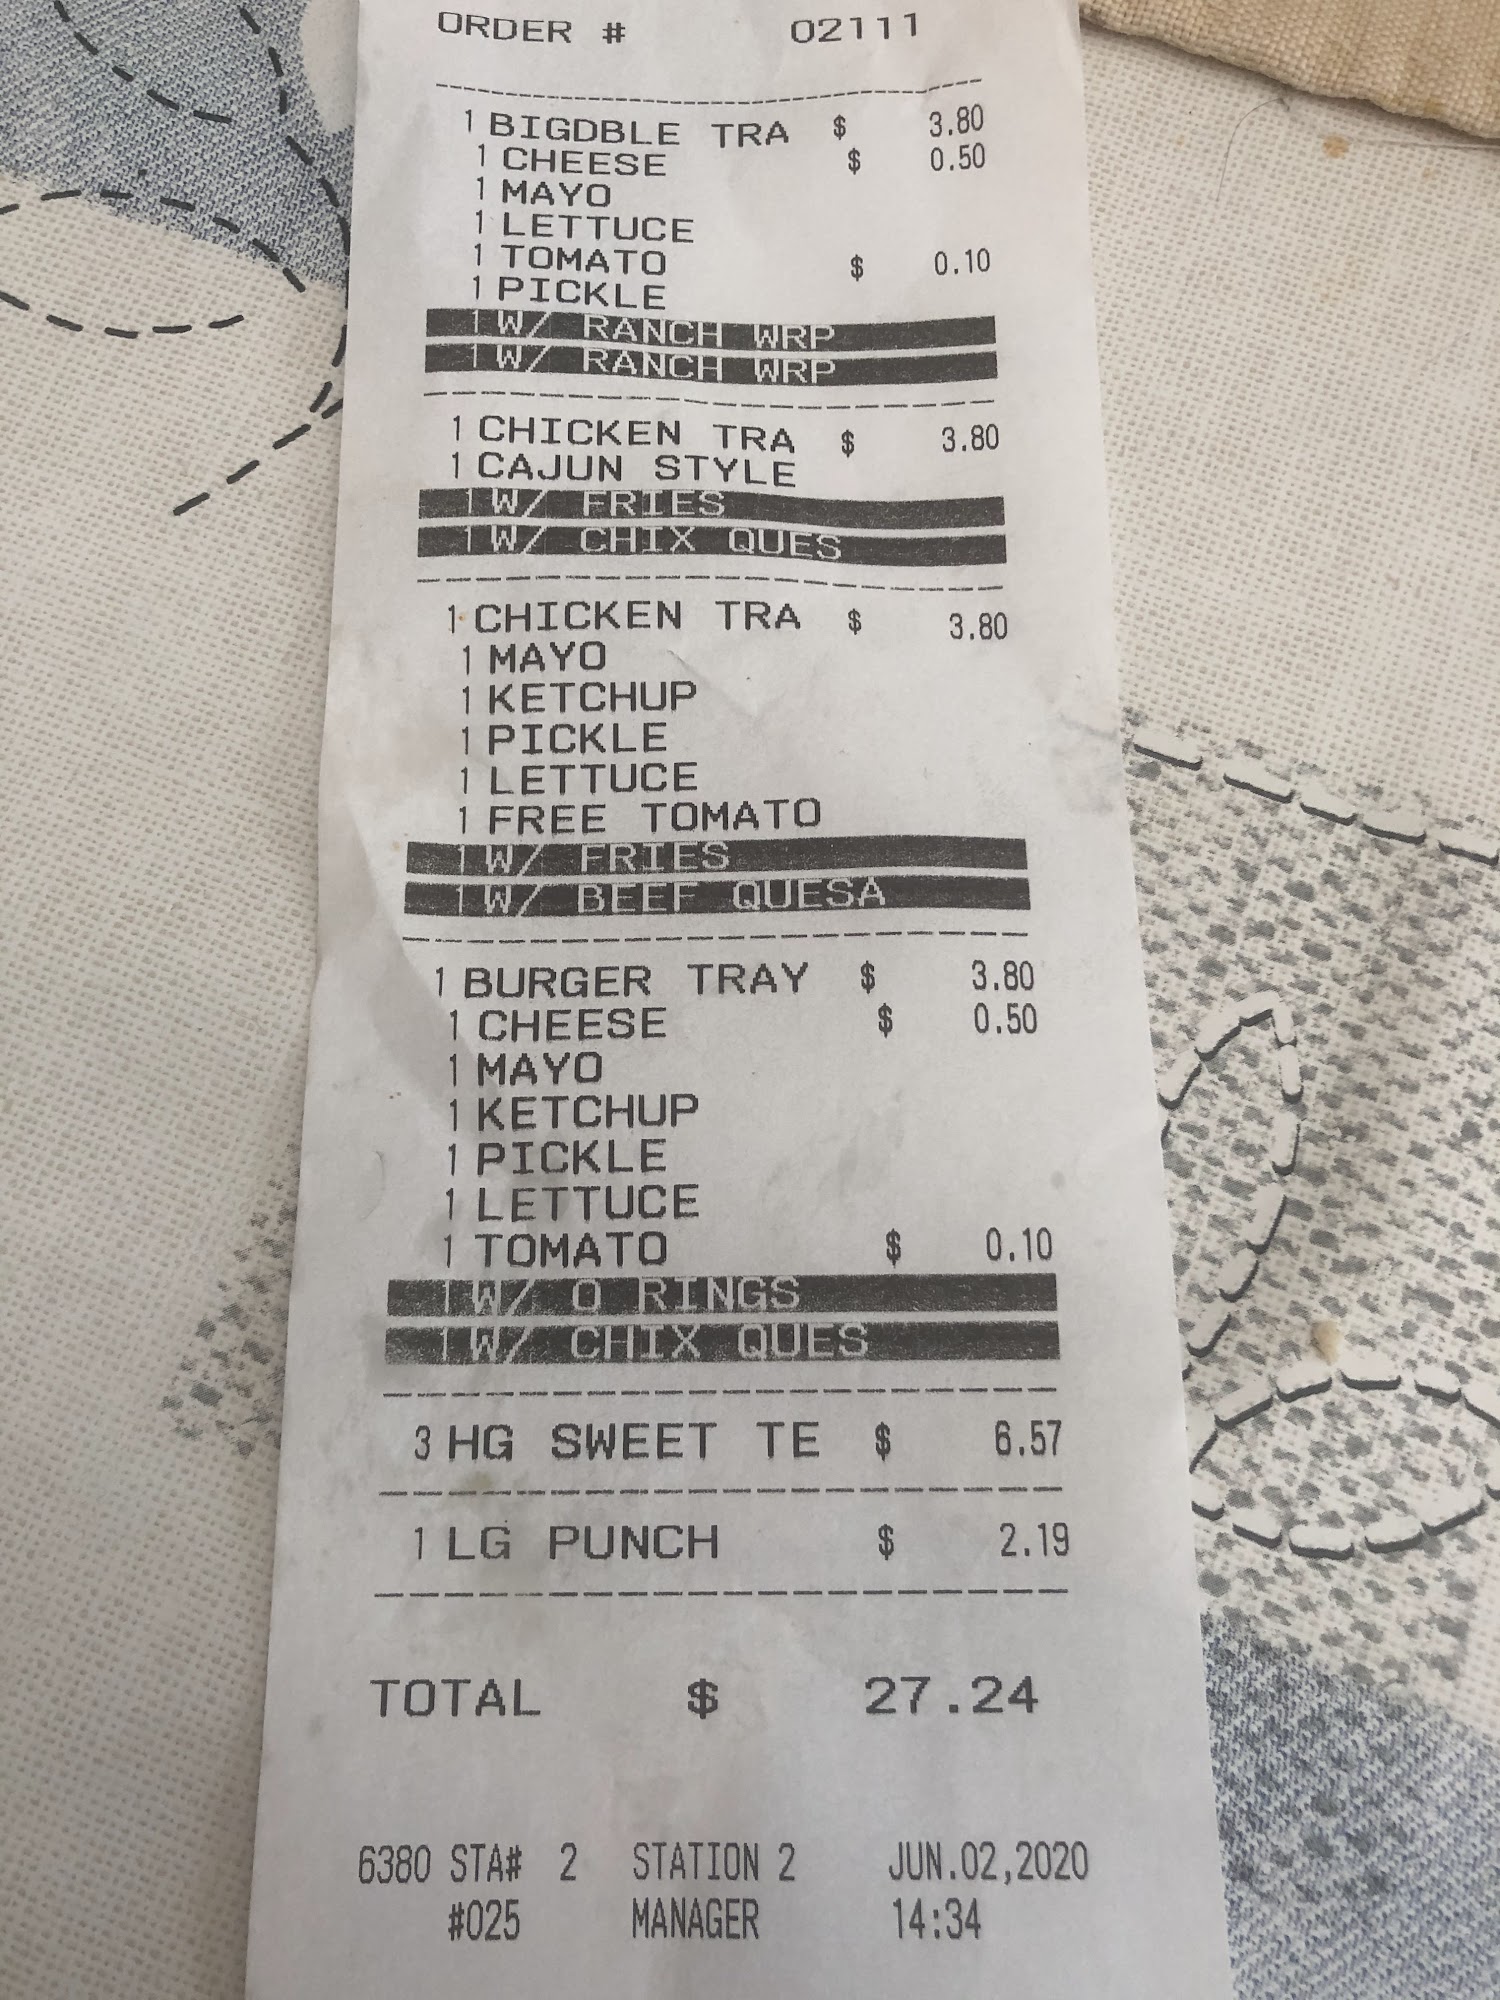 ORDER # 02111
1 BIGDBLE TRA $ 3.80
1 CHEESE $ 0.50
1 MAYO
1 LETTUCE
1 TOMATO $ 0.10
1 PICKLE
1 W/ RANCH WRP
1 W/ RANCH WRP
1 CHICKEN TRA $ 3.80
1 CAJUN STYLE
1 W/ FRIES
1 W/ CHIX QUES
1 CHICKEN TRA $ 3.80
1 MAYO
1 KETCHUP
1 PICKLE
1 LETTUCE
1 FREE TOMATO
1 W/ FRIES
1 W/ BEEF QUESA
1 BURGER TRAY $ 3.80
1 CHEESE $ 0.50
1 MAYO
1 KETCHUP
1 PICKLE
1 LETTUCE
1 TOMATO $ 0.10
1 W/ O RINGS
1 W/ CHIX QUES
3 HG SWEET TE $ 6.57
1 LG PUNCH $ 2.19
TOTAL $ 27.24
6380 STA# 2 STATION 2 JUN.02,2020
#025 MANAGER 14:34